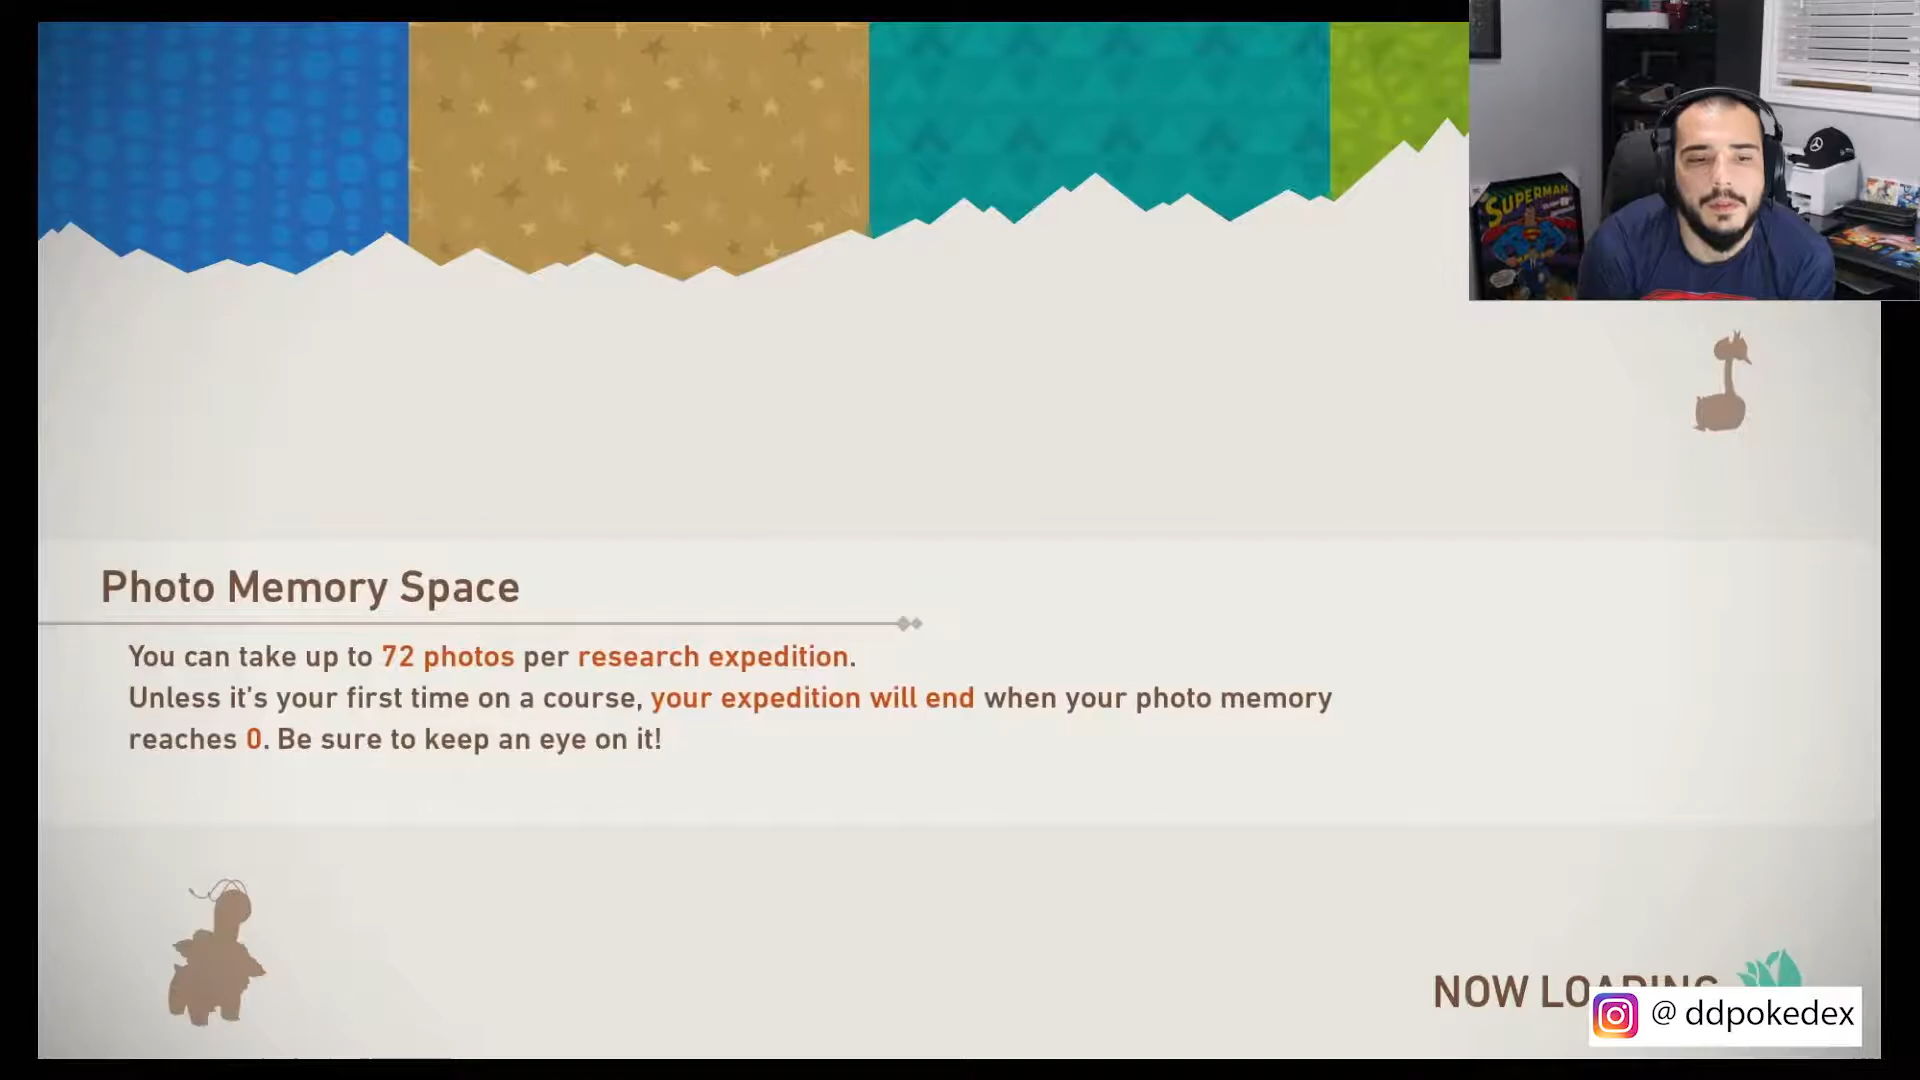 SUPERMAN
Photo Memory Space
You can take up to 72 photos per research expedition.
Unless it's your first time on a course, your expedition will end when your photo memory
reaches 0. Be sure to keep an eye on it!
NOW LOADING
@ ddpokedex